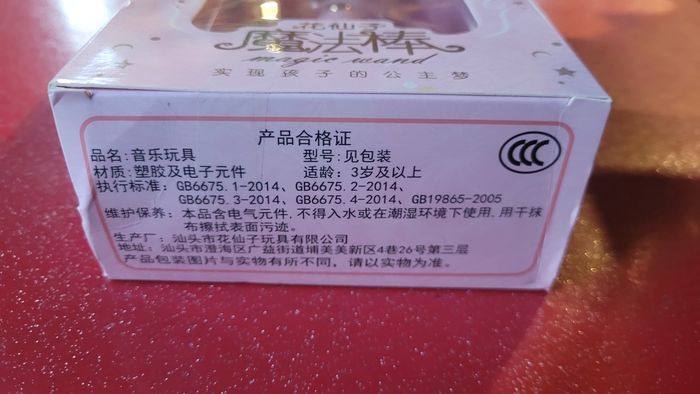 花仙子
魔法棒
magic wand
实现孩子的公主梦
产品合格证
品名:音乐玩具 型号:见包装
材质:塑胶及电子元件 适龄: 3岁及以上
执行标准: GB6675.1-2014、GB6675.2-2014、
GB6675.3-2014、GB6675.4-2014、GB19865-2005
维护保养: 本品含电气元件,不得入水或在潮湿环境下使用,用干抹
布擦拭表面污迹。
生产厂: 汕头市花仙子玩具有限公司
地址: 汕头市澄海区广益街道埔美美新区4巷26号第三层
产品包装图片与实物有所不同, 请以实物为准。
CCC